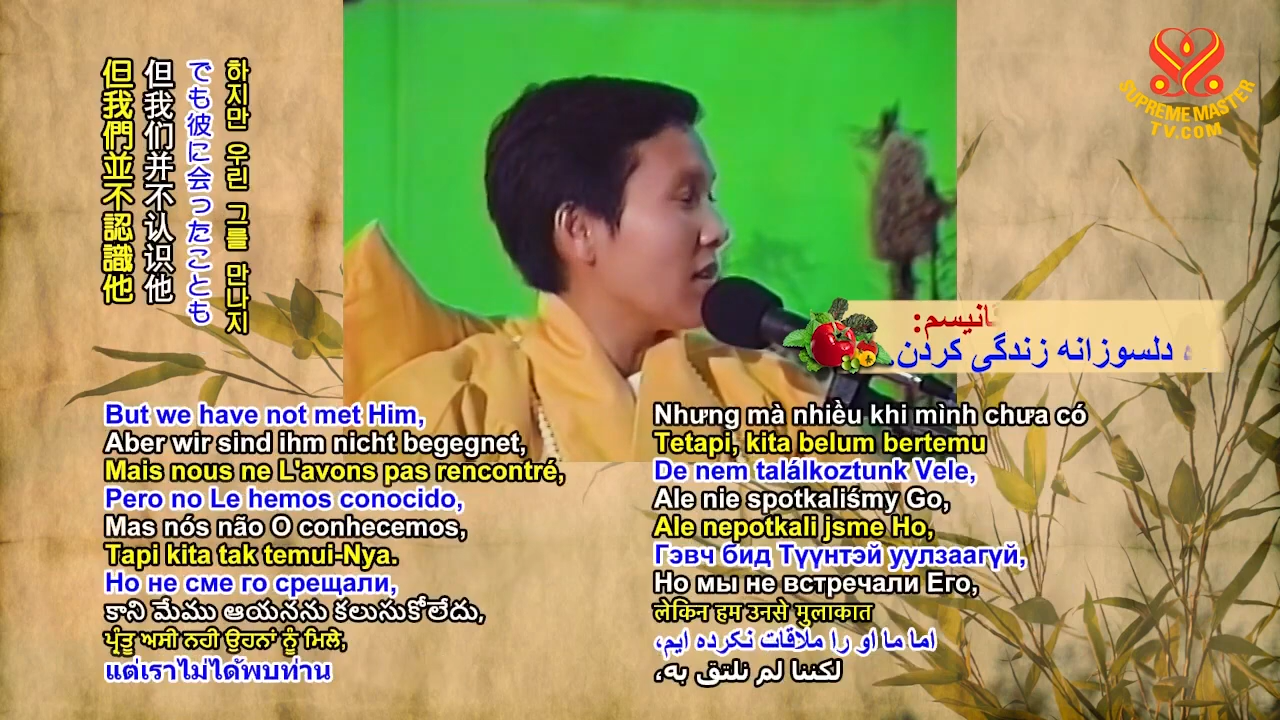 但我們並不認識他
但我们并不认识他
でも彼に会ったことも
하지만 우린 그를 만나지
SUPREME MASTER
TV.COM
انیسم:
دلسوزانه زندگی کردن
But we have not met Him,
Aber wir sind ihm nicht begegnet,
Mais nous ne L'avons pas rencontré,
Pero no Le hemos conocido,
Mas nós não O conhecemos,
Tapi kita tak temui-Nya.
Но не сме го срещали,
కాని మేము ఆయనను కలుసుకోలేదు,
ਪ੍ਰੰਤੂ ਅਸੀ ਨਹੀ ਉਹਨਾਂ ਨੂੰ ਮਿਲੇ,
แต่เราไม่ได้พบท่าน
Nhưng mà nhiều khi mình chưa có
Tetapi, kita belum bertemu
De nem találkoztunk Vele,
Ale nie spotkaliśmy Go,
Ale nepotkali jsme Ho,
Гэвч бид Түүнтэй уулзаагүй,
Но мы не встречали Его,
लेकिन हम उनसे मुलाकात
اما ما او را ملاقات نکرده ایم،
لكننا لم نلتق به،